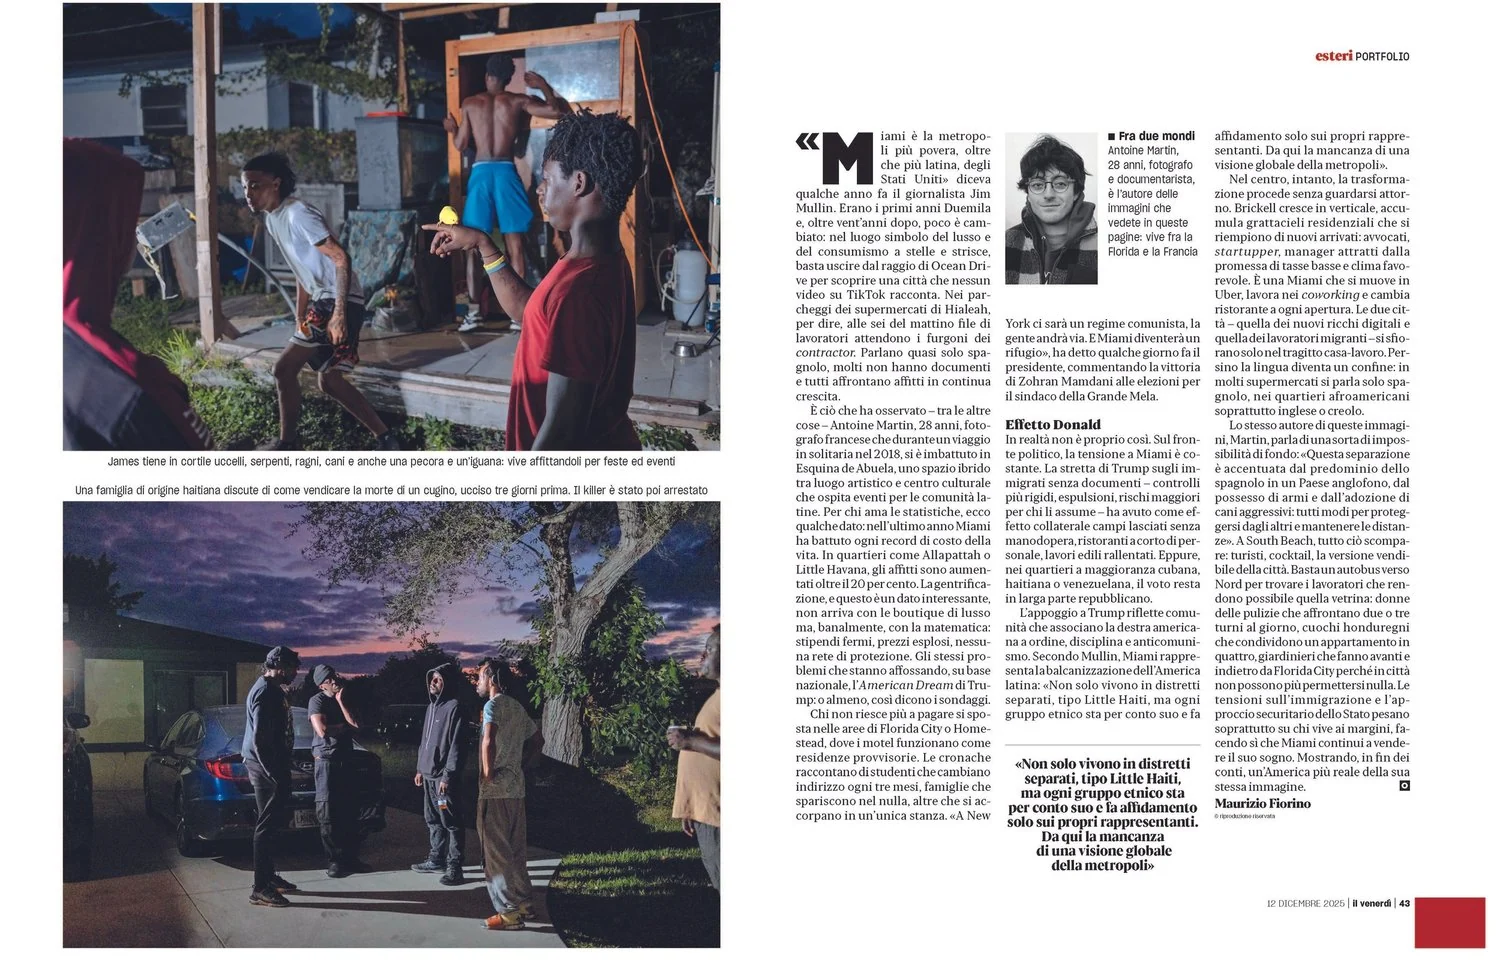 James tiene in cortile uccelli, serpenti, ragni, cani e anche una pecora e un'iguana: vive affittandoli per feste ed eventi
Una famiglia di origine haitiana discute di come vendicare la morte di un cugino, ucciso tre giorni prima. Il killer è stato poi arrestato
esteri PORTFOLIO
«Miami è la metropo-
li più povera, oltre
che più latina, degli
Stati Uniti» diceva
qualche anno fa il giornalista Jim
Mullin. Erano i primi anni Duemila
e, oltre vent'anni dopo, poco è cam-
biato: nel luogo simbolo del lusso e
del consumismo a stelle e strisce,
basta uscire dal raggio di Ocean Dri-
ve per scoprire una città che nessun
video su TikTok racconta. Nei par-
cheggi dei supermercati di Hialeah,
per dire, alle sei del mattino file di
lavoratori attendono i furgoni dei
contractor. Parlano quasi solo spa-
gnolo, molti non hanno documenti
e tutti affrontano affitti in continua
crescita.
È ciò che ha osservato – tra le altre
cose – Antoine Martin, 28 anni, foto-
grafo francese che durante un viaggio
in solitaria nel 2018, si è imbattuto in
Esquina de Abuela, uno spazio ibrido
tra luogo artistico e centro culturale
che ospita eventi per le comunità la-
tine. Per chi ama le statistiche, ecco
qualche dato: nell'ultimo anno Miami
ha battuto ogni record di costo della
vita. In quartieri come Allapattah o
Little Havana, gli affitti sono aumen-
tati oltre il 20 per cento. La gentrifica-
zione, e questo è un dato interessante,
non arriva con le boutique di lusso
ma, banalmente, con la matematica:
stipendi fermi, prezzi esplosi, nessu-
na rete di protezione. Gli stessi pro-
blemi che stanno affossando, su base
nazionale, l'American Dream di Tru-
mp: o almeno, così dicono i sondaggi.
Chi non riesce più a pagare si spo-
sta nelle aree di Florida City o Home-
stead, dove i motel funzionano come
residenze provvisorie. Le cronache
raccontano di studenti che cambiano
indirizzo ogni tre mesi, famiglie che
spariscono nel nulla, altre che si ac-
corpano in un'unica stanza. «A New
■ Fra due mondi
Antoine Martin,
28 anni, fotografo
e documentarista,
è l'autore delle
immagini che
vedete in queste
pagine: vive fra la
Florida e la Francia
York ci sarà un regime comunista, la
gente andrà via. E Miami diventerà un
rifugio», ha detto qualche giorno fa il
presidente, commentando la vittoria
di Zohran Mamdani alle elezioni per
il sindaco della Grande Mela.
Effetto Donald
In realtà non è proprio così. Sul fron-
te politico, la tensione a Miami è co-
stante. La stretta di Trump sugli im-
migrati senza documenti – controlli
più rigidi, espulsioni, rischi maggiori
per chi li assume – ha avuto come ef-
fetto collaterale campi lasciati senza
manodopera, ristoranti a corto di per-
sonale, lavori edili rallentati. Eppure,
nei quartieri a maggioranza cubana,
haitiana o venezuelana, il voto resta
in larga parte repubblicano.
L'appoggio a Trump riflette comu-
nità che associano la destra america-
na a ordine, disciplina e anticomuni-
smo. Secondo Mullin, Miami rappre-
senta la balcanizzazione dell'America
latina: «Non solo vivono in distretti
separati, tipo Little Haiti, ma ogni
gruppo etnico sta per conto suo e fa
«Non solo vivono in distretti
separati, tipo Little Haiti,
ma ogni gruppo etnico sta
per conto suo e fa affidamento
solo sui propri rappresentanti.
Da qui la mancanza
di una visione globale
della metropoli»
affidamento solo sui propri rappre-
sentanti. Da qui la mancanza di una
visione globale della metropoli».
Nel centro, intanto, la trasforma-
zione procede senza guardarsi attor-
no. Brickell cresce in verticale, accu-
mula grattacieli residenziali che si
riempiono di nuovi arrivati: avvocati,
startupper, manager attratti dalla
promessa di tasse basse e clima favo-
revole. È una Miami che si muove in
Uber, lavora nei coworking e cambia
ristorante a ogni apertura. Le due cit-
tà – quella dei nuovi ricchi digitali e
quella dei lavoratori migranti – si sfio-
rano solo nel tragitto casa-lavoro. Per-
sino la lingua diventa un confine: in
molti supermercati si parla solo spa-
gnolo, nei quartieri afroamericani
soprattutto inglese o creolo.
Lo stesso autore di queste immagi-
ni, Martin, parla di una sorta di impos-
sibilità di fondo: «Questa separazione
è accentuata dal predominio dello
spagnolo in un Paese anglofono, dal
possesso di armi e dall'adozione di
cani aggressivi: tutti modi per proteg-
gersi dagli altri e mantenere le distan-
ze». A South Beach, tutto ciò scompa-
re: turisti, cocktail, la versione vendi-
bile della città. Basta un autobus verso
Nord per trovare i lavoratori che ren-
dono possibile quella vetrina: donne
delle pulizie che affrontano due o tre
turni al giorno, cuochi honduregni
che condividono un appartamento in
quattro, giardinieri che fanno avanti e
indietro da Florida City perché in città
non possono più permettersi nulla. Le
tensioni sull'immigrazione e l'ap-
proccio securitario dello Stato pesano
soprattutto su chi vive ai margini, fa-
cendo sì che Miami continui a vende-
re il suo sogno. Mostrando, in fin dei
conti, un'America più reale della sua
stessa immagine.
Maurizio Fiorino
© riproduzione riservata
12 DICEMBRE 2025 | il venerdì | 43